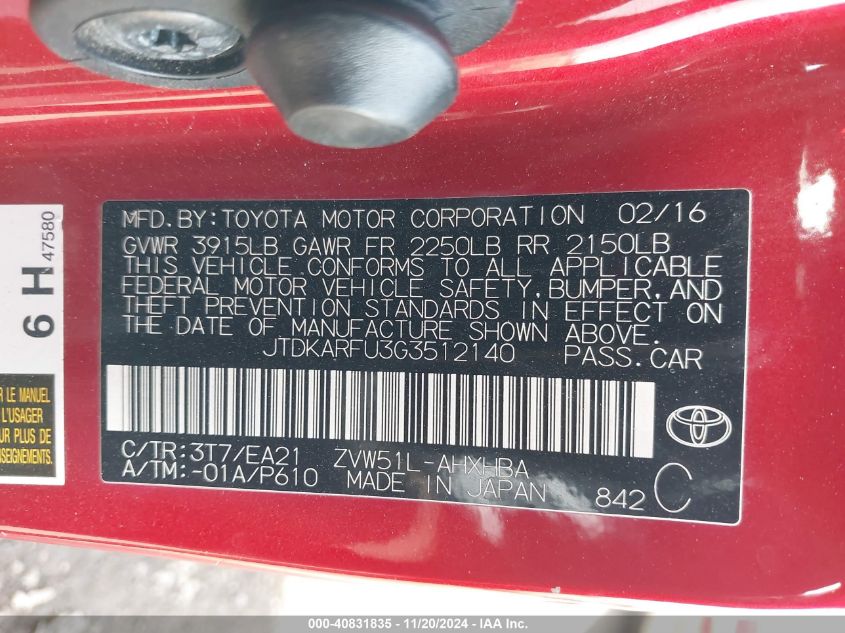 MFD.BY:TOYOTA MOTOR CORPORATION 02/16
GVWR 3915LB GAWR FR 2250LB RR 2150LB
THIS VEHICLE CONFORMS TO ALL APPLICABLE
FEDERAL MOTOR VEHICLE SAFETY,BUMPER,AND
THEFT PREVENTION STANDARDS IN EFFECT ON
THE DATE OF MANUFACTURE SHOWN ABOVE.
JTDKARFU3G3512140 PASS.CAR
C/TR:3T7/EA21 ZVW51L-AHXHBA
A/TM:-01A/P610 MADE IN JAPAN 842 C
6 H 47580
R LE MANUEL
L'USAGER
UR PLUS DE
NSEIGNEMENTS.
000-40831835 - 11/20/2024 - IAA Inc.